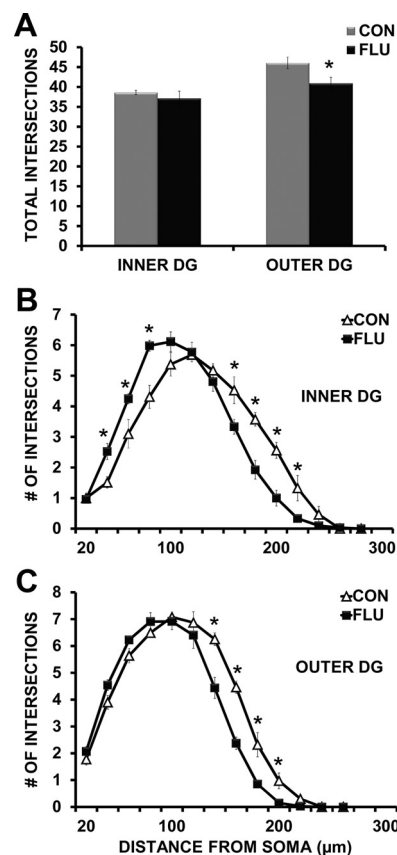 A
TOTAL INTERSECTIONS
50
45
40
35
30
25
20
15
10
5
0
CON
FLU
*
INNER DG OUTER DG
B
# OF INTERSECTIONS
7
6
5
4
3
2
1
0
CON
FLU
INNER DG
* * * * * * *
20 100 200 300
C
# OF INTERSECTIONS
8
7
6
5
4
3
2
1
0
CON
FLU
OUTER DG
* * * *
20 100 200 300
DISTANCE FROM SOMA (µm)